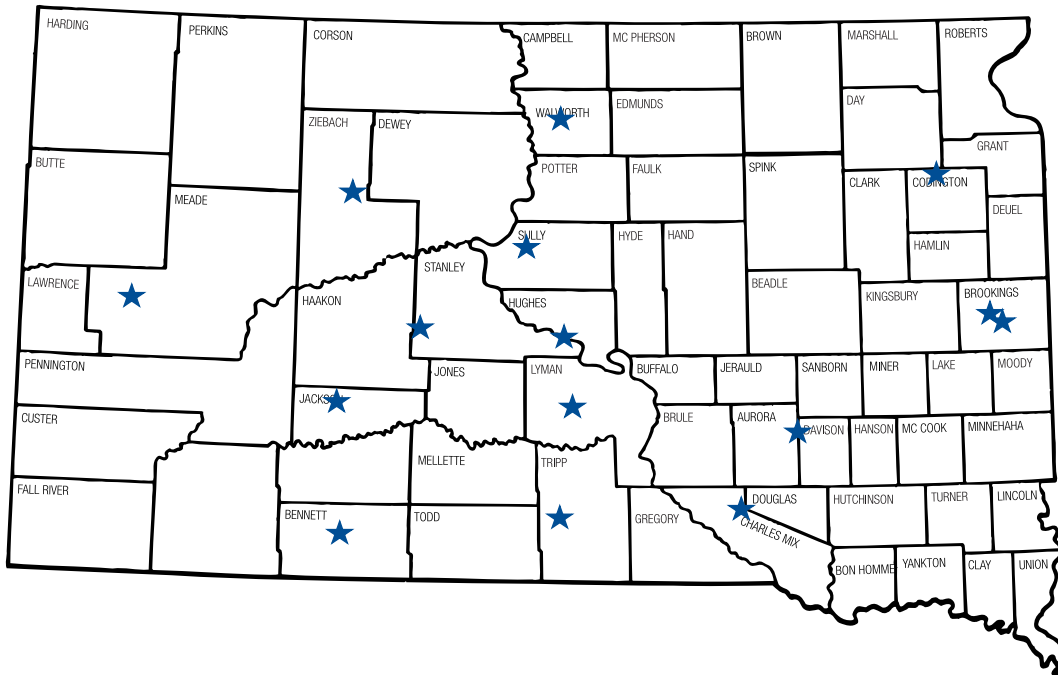 HARDING
PERKINS
CORSON
CAMPBELL
MC PHERSON
BROWN
MARSHALL
ROBERTS
WALWORTH
EDMUNDS
DAY
ZIEBACH
DEWEY
GRANT
BUTTE
POTTER
FAULK
SPINK
CLARK
CODINGTON
MEADE
DEUEL
SULLY
HYDE
HAND
HAMLIN
LAWRENCE
STANLEY
HAAKON
HUGHES
BEADLE
KINGSBURY
BROOKINGS
PENNINGTON
JONES
LYMAN
BUFFALO
JERAULD
SANBORN
MINER
LAKE
MOODY
JACKSON
CUSTER
BRULE
AURORA
DAVISON
HANSON
MC COOK
MINNEHAHA
MELLETTE
TRIPP
FALL RIVER
BENNETT
TODD
GREGORY
DOUGLAS
HUTCHINSON
TURNER
LINCOLN
CHARLES MIX
BON HOMME
YANKTON
CLAY
UNION